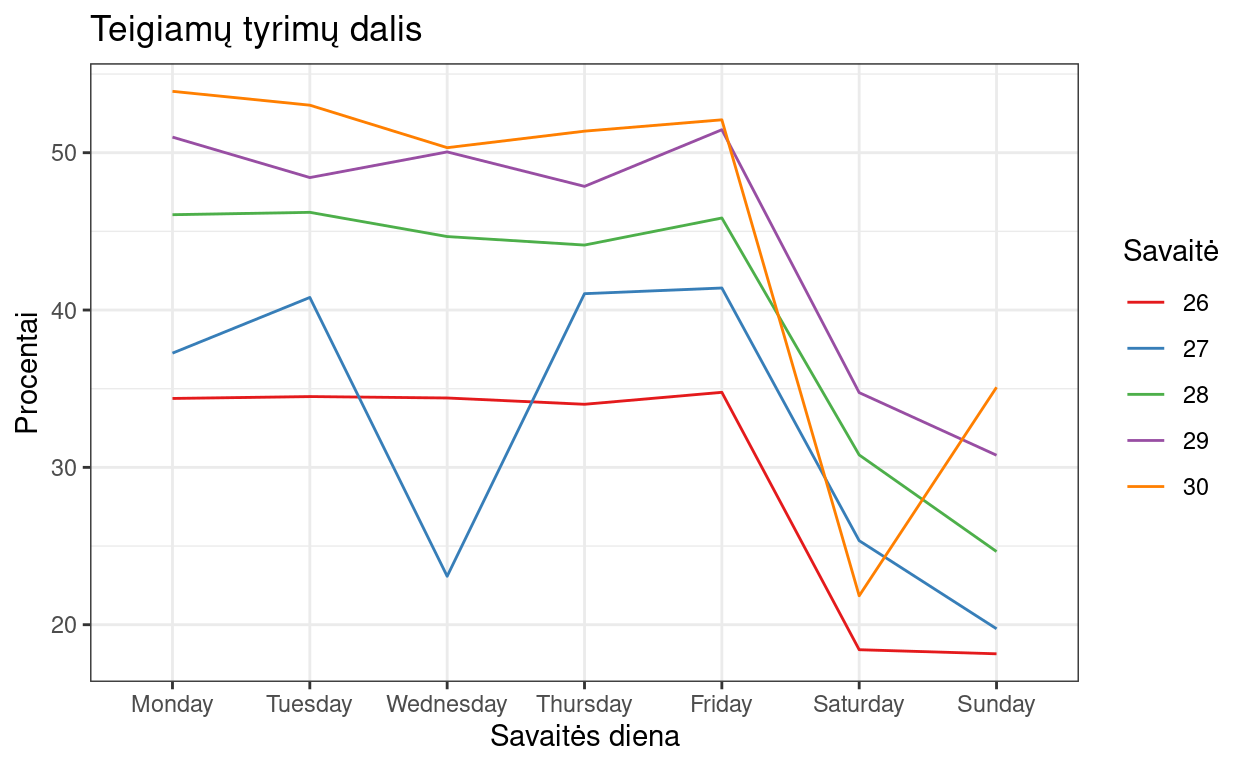 Teigiamų tyrimų dalis
Procentai
50
40
30
20
Monday Tuesday Wednesday Thursday Friday Saturday Sunday
Savaitės diena
Savaitė
26
27
28
29
30